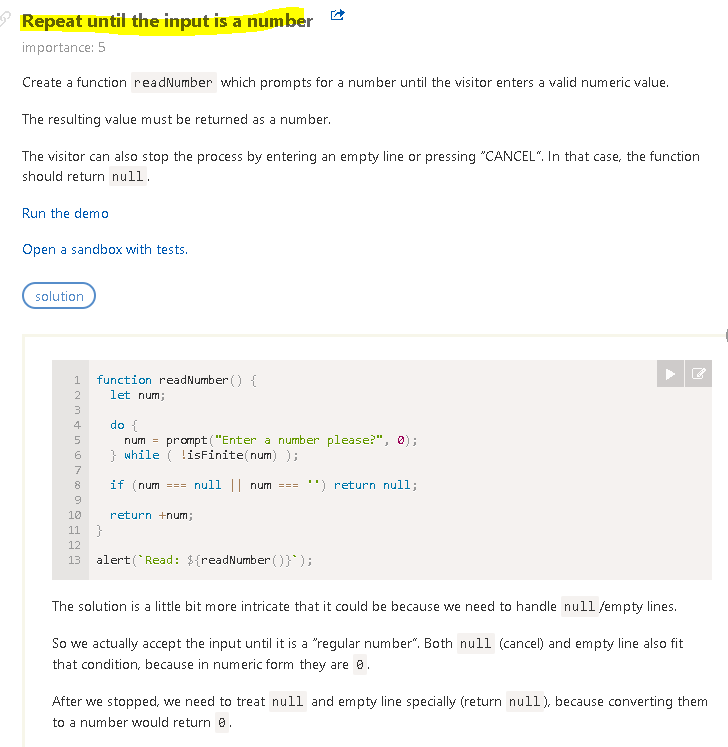 Repeat until the input is a number
importance: 5
Create a function readNumber which prompts for a number until the visitor enters a valid numeric value.
The resulting value must be returned as a number.
The visitor can also stop the process by entering an empty line or pressing “CANCEL”. In that case, the function
should return null.
Run the demo
Open a sandbox with tests.
solution
1 function readNumber() {
2   let num;
3
4   do {
5     num = prompt("Enter a number please?", 0);
6   } while ( !isFinite(num) );
7
8   if (num === null || num === '') return null;
9
10   return +num;
11 }
12
13 alert(`Read: ${readNumber()}`);
The solution is a little bit more intricate that it could be because we need to handle null/empty lines.
So we actually accept the input until it is a “regular number”. Both null (cancel) and empty line also fit
that condition, because in numeric form they are 0.
After we stopped, we need to treat null and empty line specially (return null), because converting them
to a number would return 0.